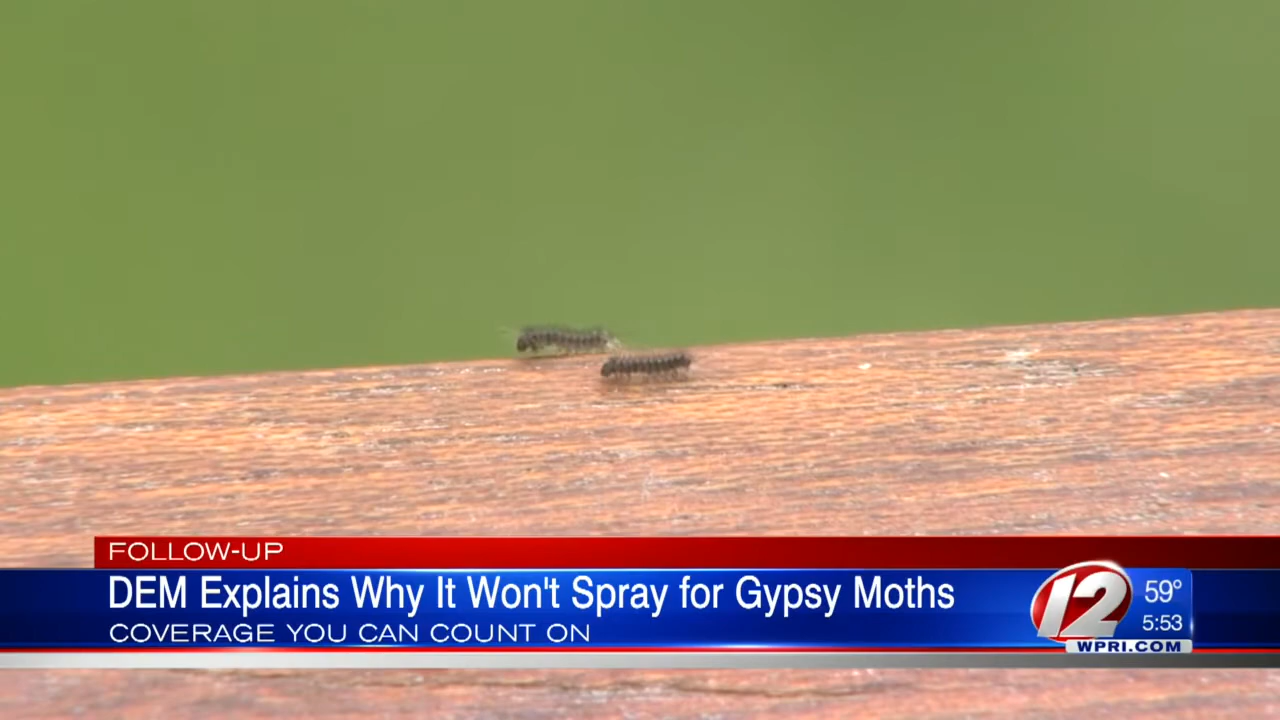 FOLLOW-UP
DEM Explains Why It Won't Spray for Gypsy Moths
COVERAGE YOU CAN COUNT ON
12
59°
5:53
WPRI.COM